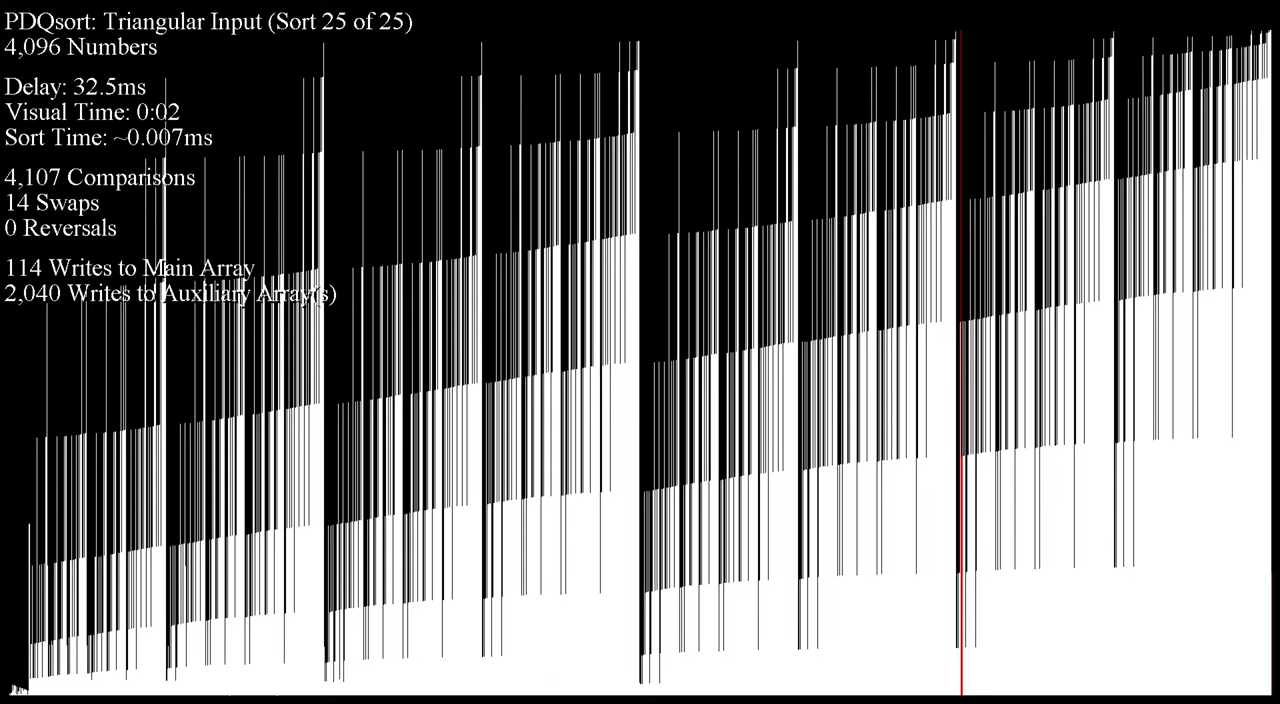 PDQsort: Triangular Input (Sort 25 of 25)
4,096 Numbers
Delay: 32.5ms
Visual Time: 0:02
Sort Time: ~0.007ms
4,107 Comparisons
14 Swaps
0 Reversals
114 Writes to Main Array
2,040 Writes to Auxiliary Array(s)